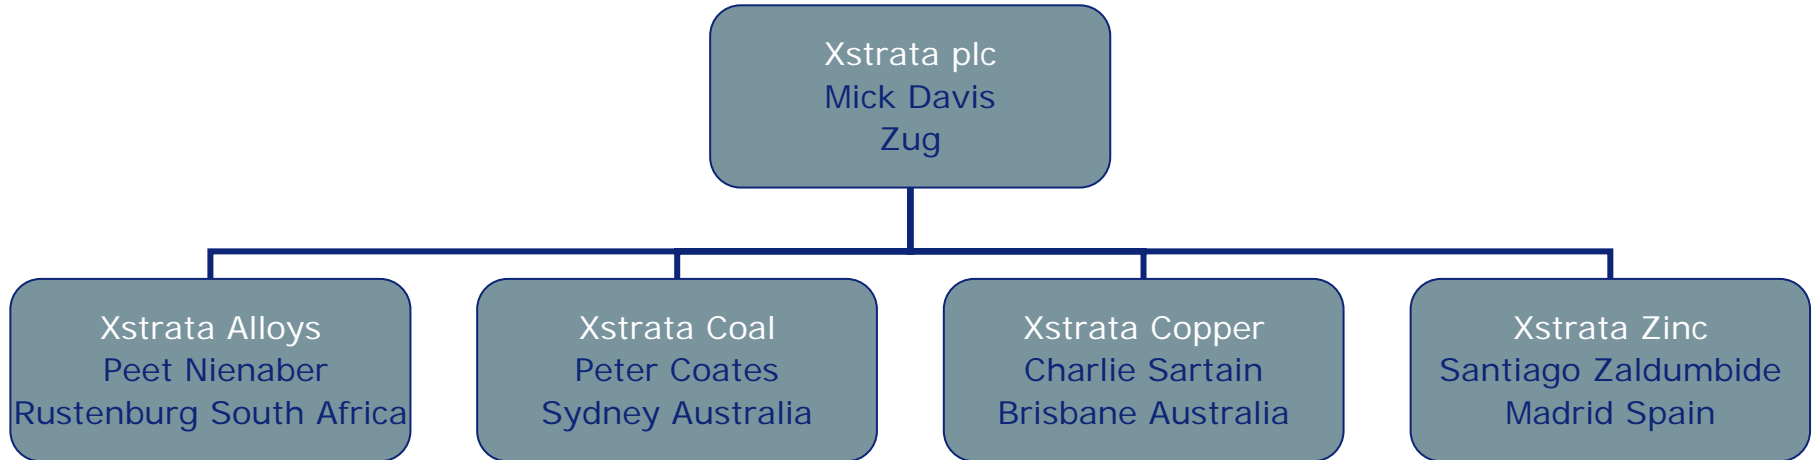 Xstrata plc
Mick Davis
Zug
Xstrata Alloys
Peet Nienaber
Rustenburg South Africa
Xstrata Coal
Peter Coates
Sydney Australia
Xstrata Copper
Charlie Sartain
Brisbane Australia
Xstrata Zinc
Santiago Zaldumbide
Madrid Spain